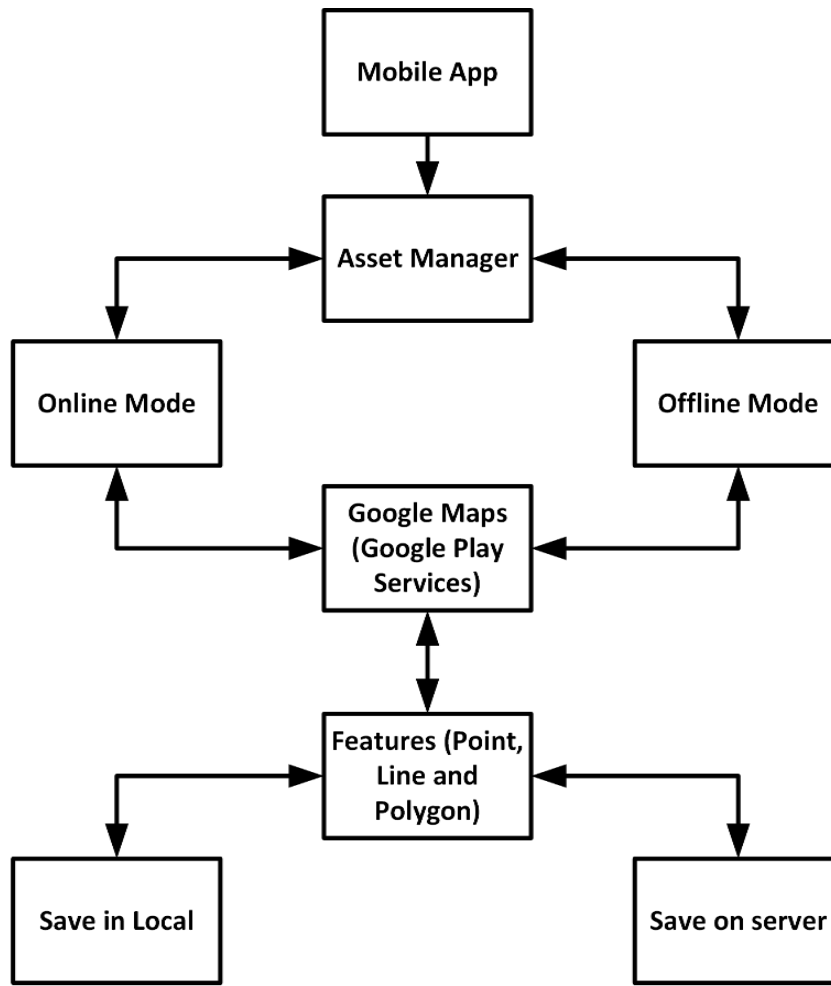 Mobile App
Asset Manager
Online Mode
Offline Mode
Google Maps
(Google Play
Services)
Features (Point,
Line and
Polygon)
Save in Local
Save on server